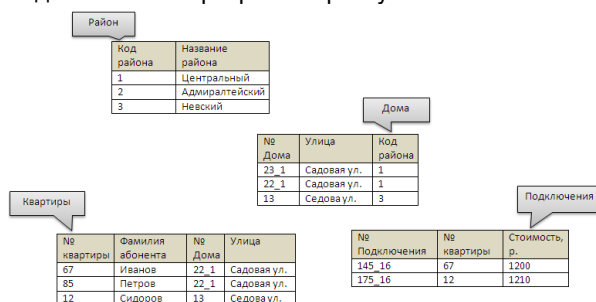 Район
Код района
Название района
1 Центральный
2 Адмиралтейский
3 Невский
Дома
№ Дома
Улица
Код района
23_1 Садовая ул. 1
22_1 Садовая ул. 1
13 Седова ул. 3
Квартиры
№ квартиры
Фамилия абонента
№ Дома
Улица
67 Иванов 22_1 Садовая ул.
85 Петров 22_1 Садовая ул.
12 Сидоров 13 Седова ул.
Подключения
№ Подключения
№ квартиры
Стоимость, р.
145_16 67 1200
175_16 12 1210